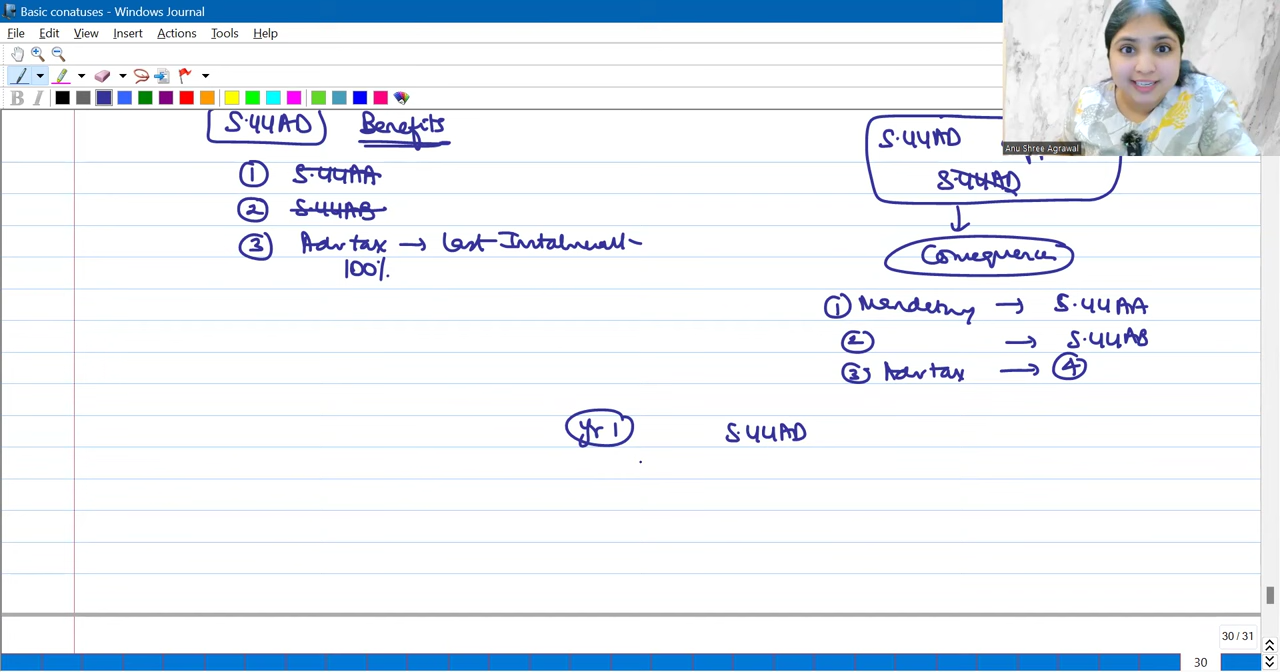 Basic conatuses - Windows Journal
File Edit View Insert Actions Tools Help
B I
Anu Shree Agrawal
S.44AD Benefits
① S.44AA
② S.44AB
③ Adv tax → Last Instalment
100%
S.44AD
S.44AD
Consequences
① Mandatory → S.44AA
② → S.44AB
③ Adv tax → ④
yr 1 S.44AD
30 / 31
30